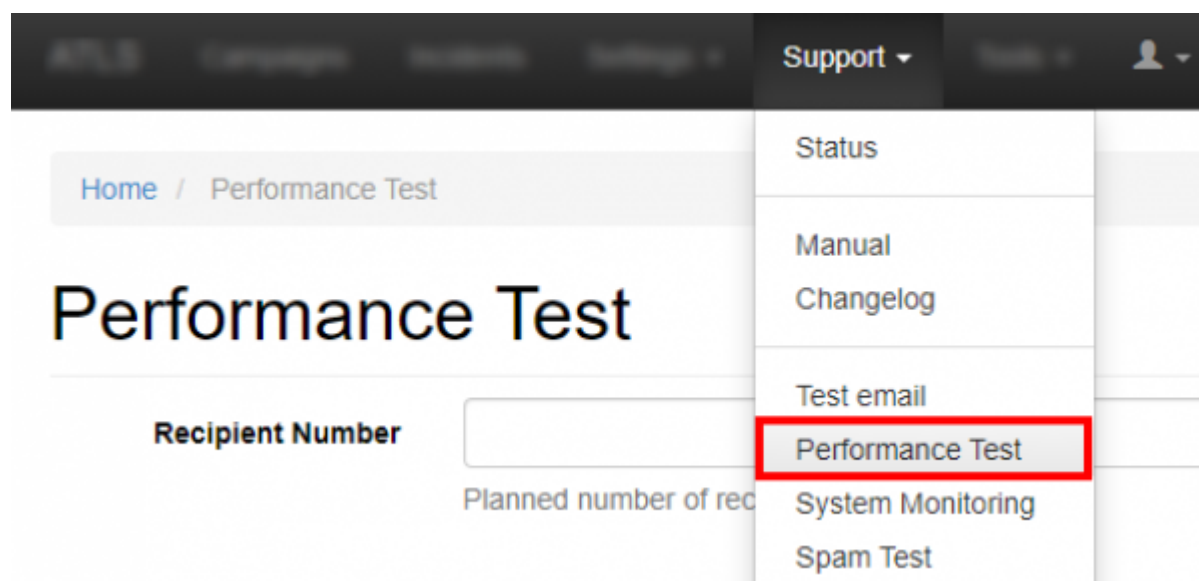 Support
Home / Performance Test
Performance Test
Recipient Number
Planned number of rec
Status
Manual
Changelog
Test email
Performance Test
System Monitoring
Spam Test